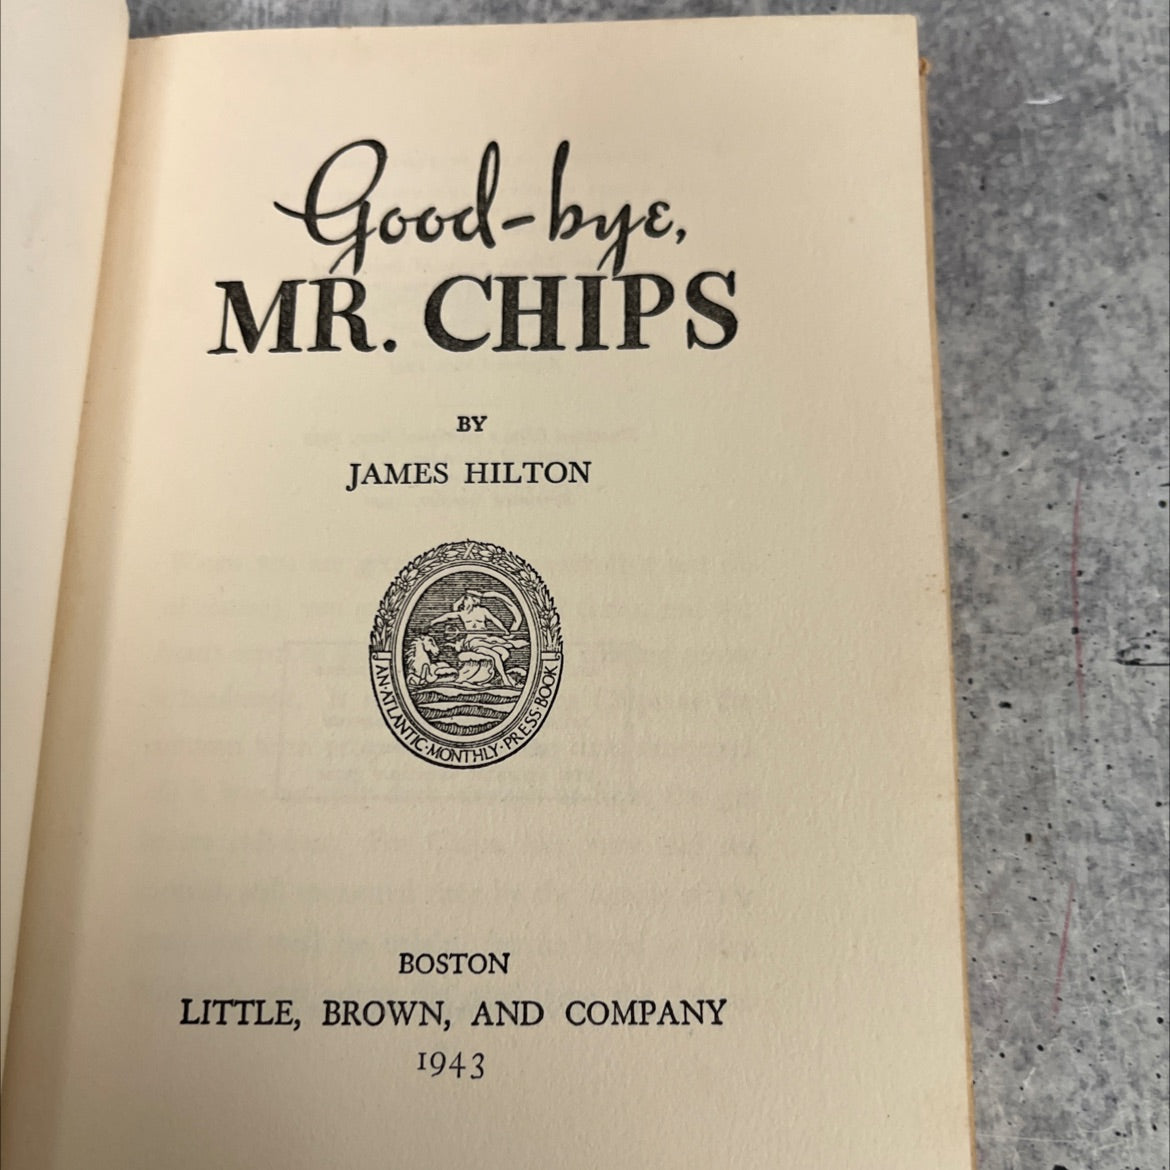 Good-bye,
MR. CHIPS
BY
JAMES HILTON
AN·ATLANTIC·MONTHLY·PRESS·BOOK
BOSTON
LITTLE, BROWN, AND COMPANY
1943